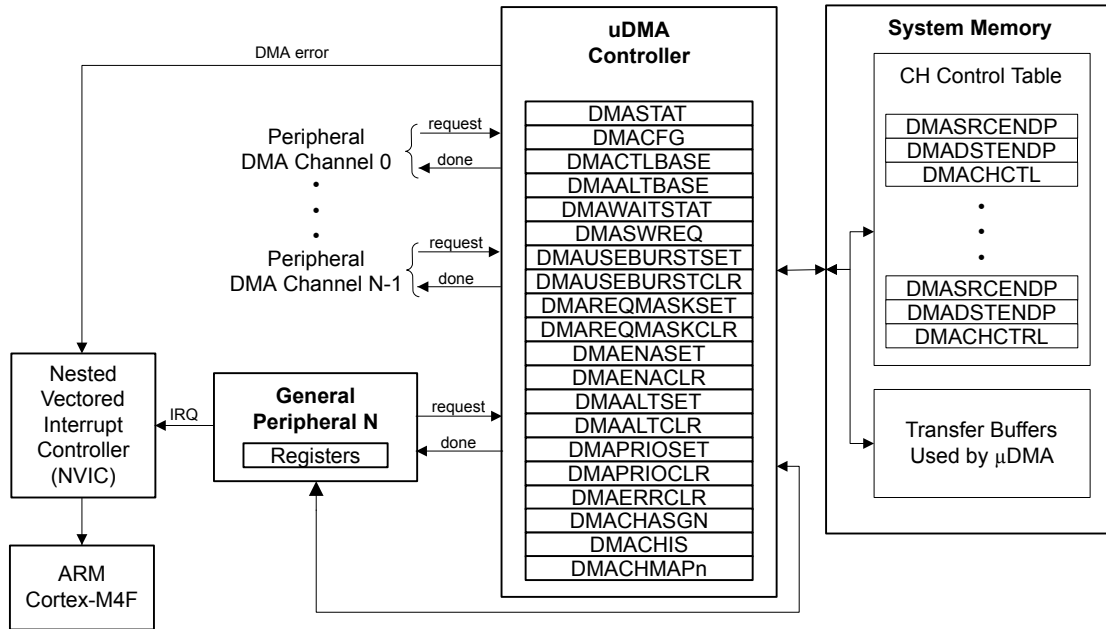 uDMA
Controller
System Memory
DMA error
CH Control Table
DMASTAT
DMACFG
DMACTLBASE
DMAALTBASE
DMAWAITSTAT
DMASWREQ
DMAUSEBURSTSET
DMAUSEBURSTCLR
DMAREQMASKSET
DMAREQMASKCLR
DMAENASET
DMAENACLR
DMAALTSET
DMAALTCLR
DMAPRIOSET
DMAPRIOCLR
DMAERRCLR
DMACHASGN
DMACHIS
DMACHMAPn
Peripheral
DMA Channel 0
request
done
•
•
•
Peripheral
DMA Channel N-1
request
done
DMASRCENDP
DMADSTENDP
DMACHCTL
•
•
•
DMASRCENDP
DMADSTENDP
DMACHCTRL
Transfer Buffers
Used by μDMA
Nested
Vectored
Interrupt
Controller
(NVIC)
IRQ
General
Peripheral N
Registers
request
done
ARM
Cortex-M4F